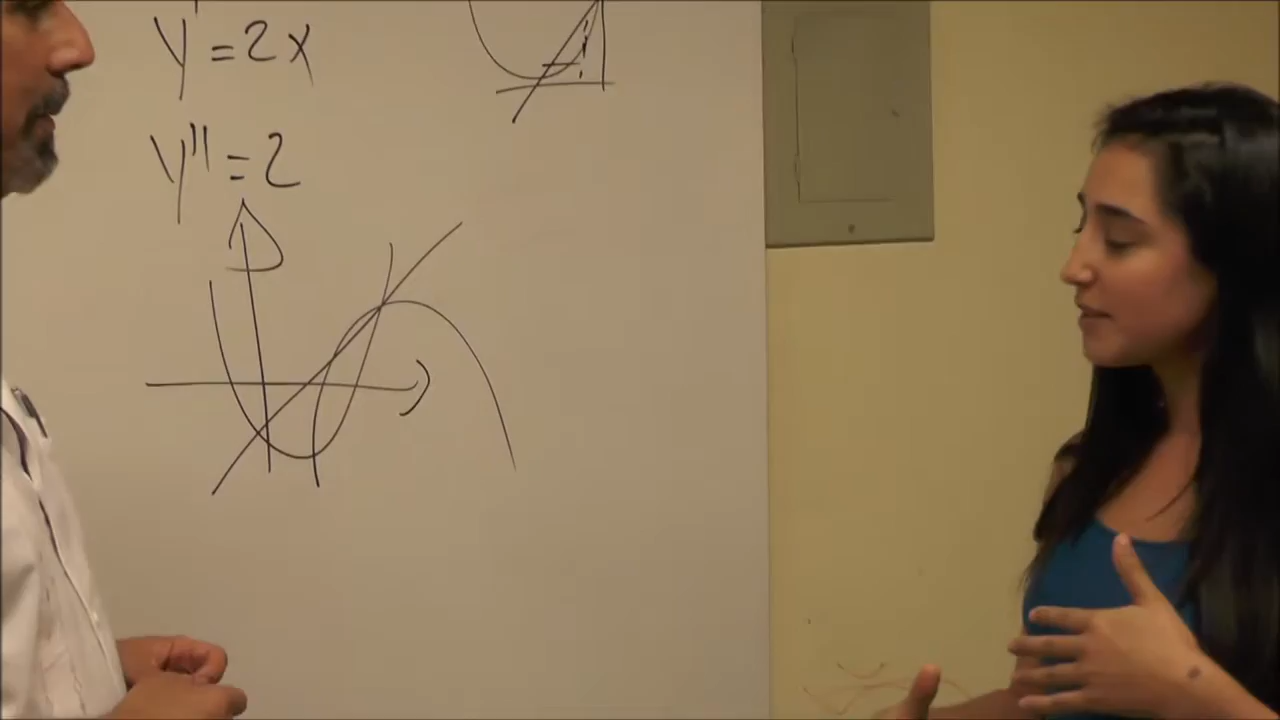 y' = 2x
y'' = 2